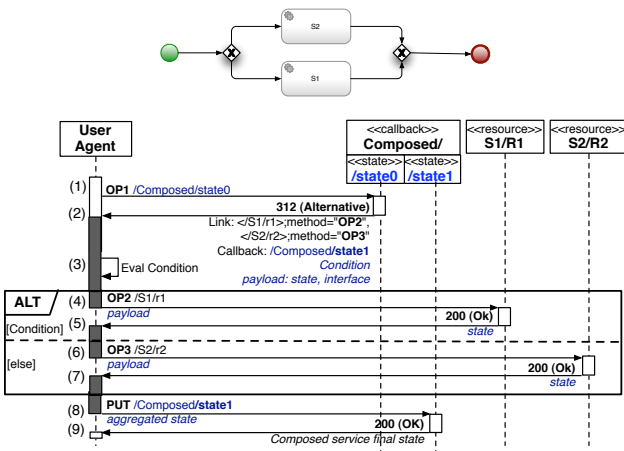 S2
S1
User
Agent
<<callback>>
Composed/
<<state>> <<state>>
/state0 /state1
<<resource>>
S1/R1
<<resource>>
S2/R2
(1) OP1 /Composed/state0
(2) 312 (Alternative)
Link: </S1/r1>;method="OP2",
</S2/r2>;method="OP3"
Callback: /Composed/state1
(3) Eval Condition
Condition
payload: state, interface
ALT
(4) OP2 /S1/r1
payload
[Condition] (5) 200 (Ok)
state
[else]
(6) OP3 /S2/r2
payload
(7) 200 (Ok)
state
(8) PUT /Composed/state1
aggregated state
(9) 200 (OK)
Composed service final state